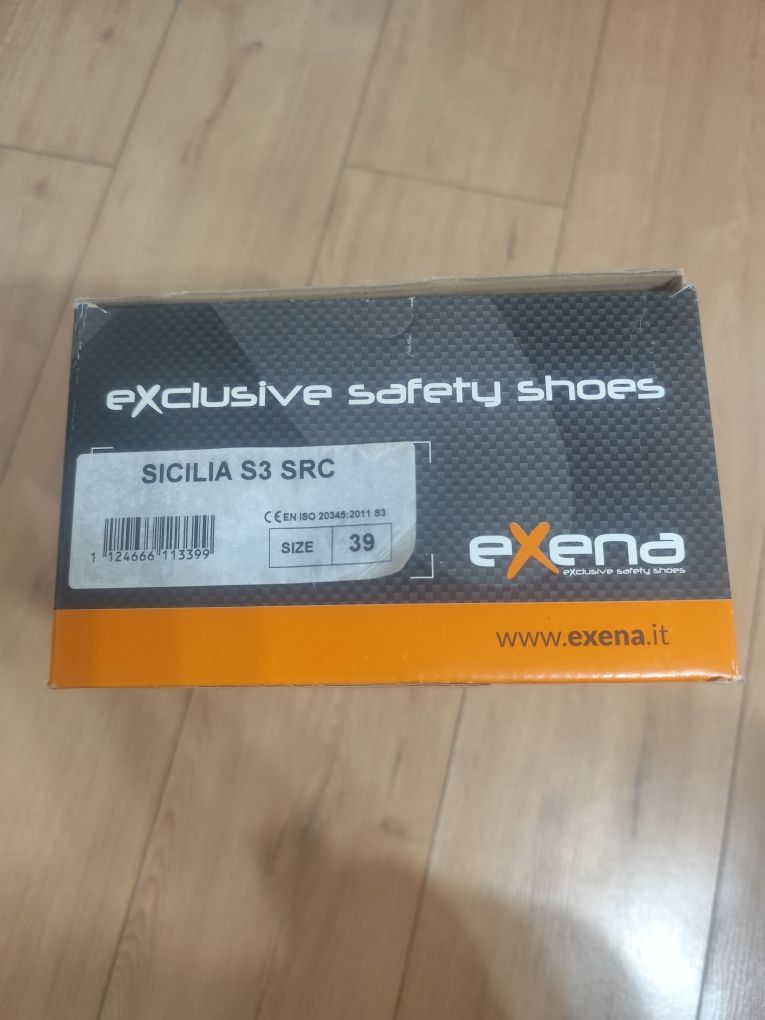 eXclusive safety shoes
SICILIA S3 SRC
CE EN ISO 20345:2011 S3
1 124666 113399
SIZE 39
eXena
eXclusive safety shoes
www.exena.it